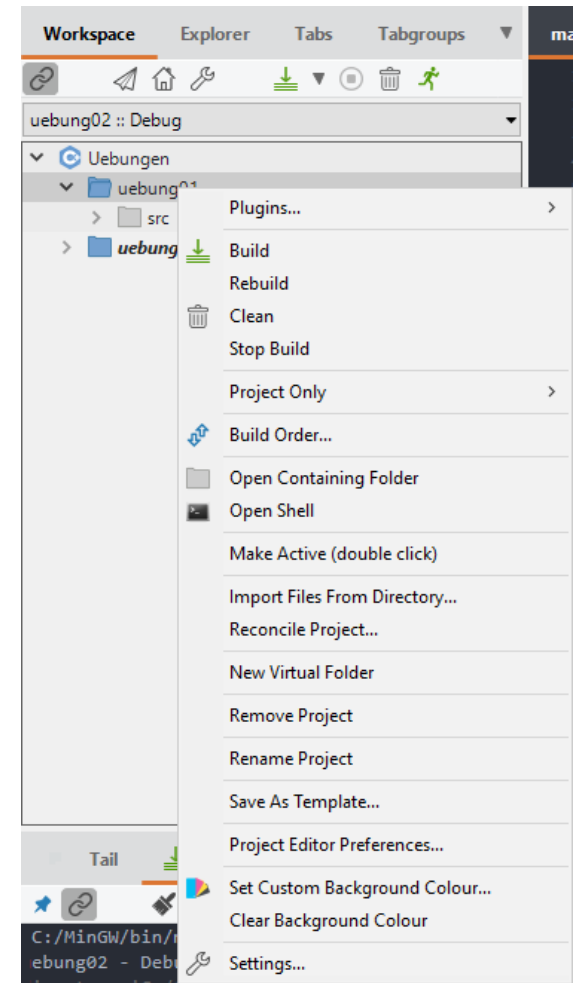 Workspace Explorer Tabs Tabgroups
uebung02 :: Debug
Uebungen
uebung01
src
Plugins...
Build
Rebuild
Clean
Stop Build
Project Only
Build Order...
Open Containing Folder
Open Shell
Make Active (double click)
Import Files From Directory...
Reconcile Project...
New Virtual Folder
Remove Project
Rename Project
Save As Template...
Project Editor Preferences...
Set Custom Background Colour...
Clear Background Colour
Settings...
Tail
C:/MinGW/bin/
ebung02 - Debu